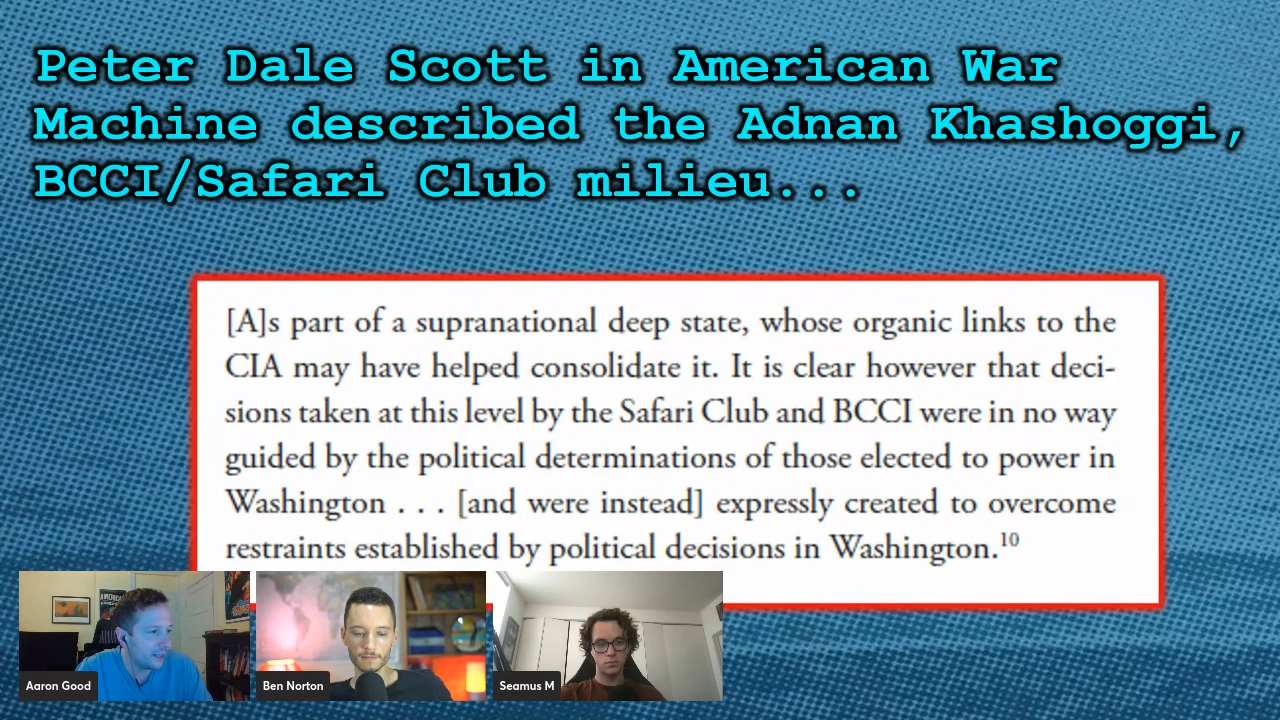 Peter Dale Scott in American War
Machine described the Adnan Khashoggi,
BCCI/Safari Club milieu...
[A]s part of a supranational deep state, whose organic links to the
CIA may have helped consolidate it. It is clear however that deci-
sions taken at this level by the Safari Club and BCCI were in no way
guided by the political determinations of those elected to power in
Washington . . . [and were instead] expressly created to overcome
restraints established by political decisions in Washington.10
AMERICAN
Aaron Good
Ben Norton
Seamus M